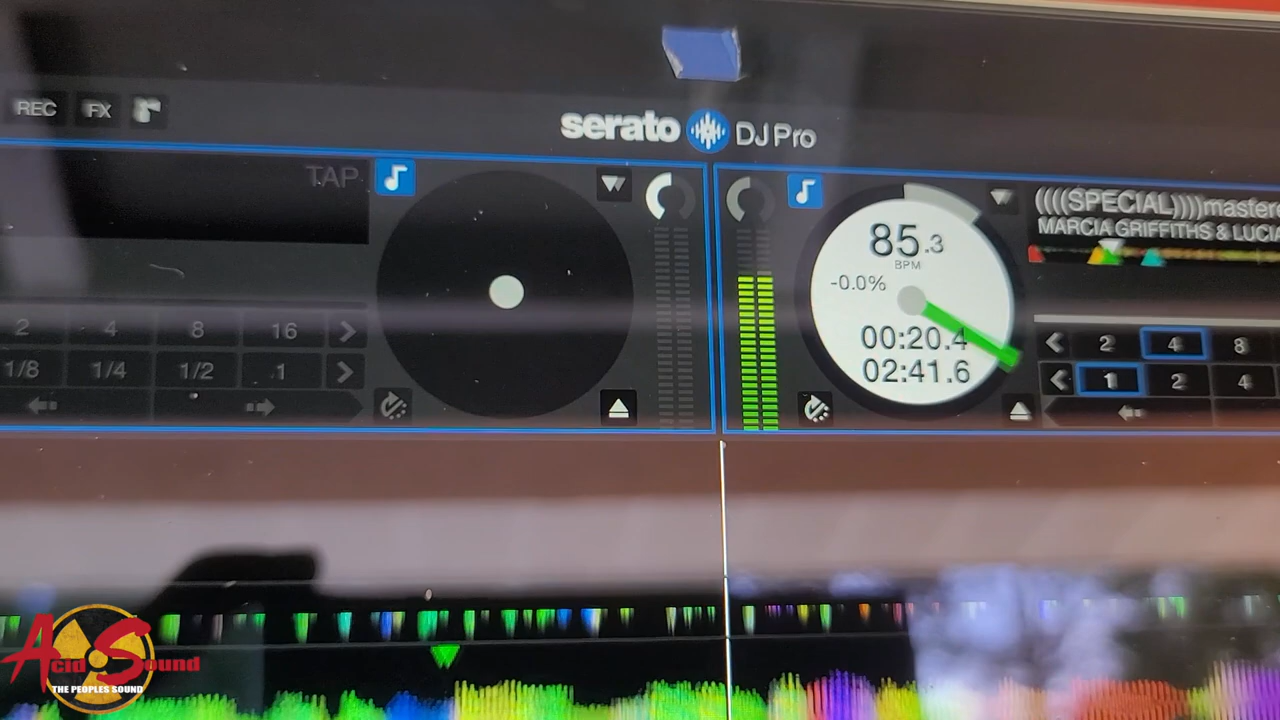 REC FX
serato DJ Pro
TAP
((((SPECIAL))))master
MARCIA GRIFFITHS & LUCIA
85.3
BPM
-0.0%
00:20.4
02:41.6
2 4 8 16
1/8 1/4 1/2 1
2 4 8
1 2 4
Acid Sound
THE PEOPLES SOUND